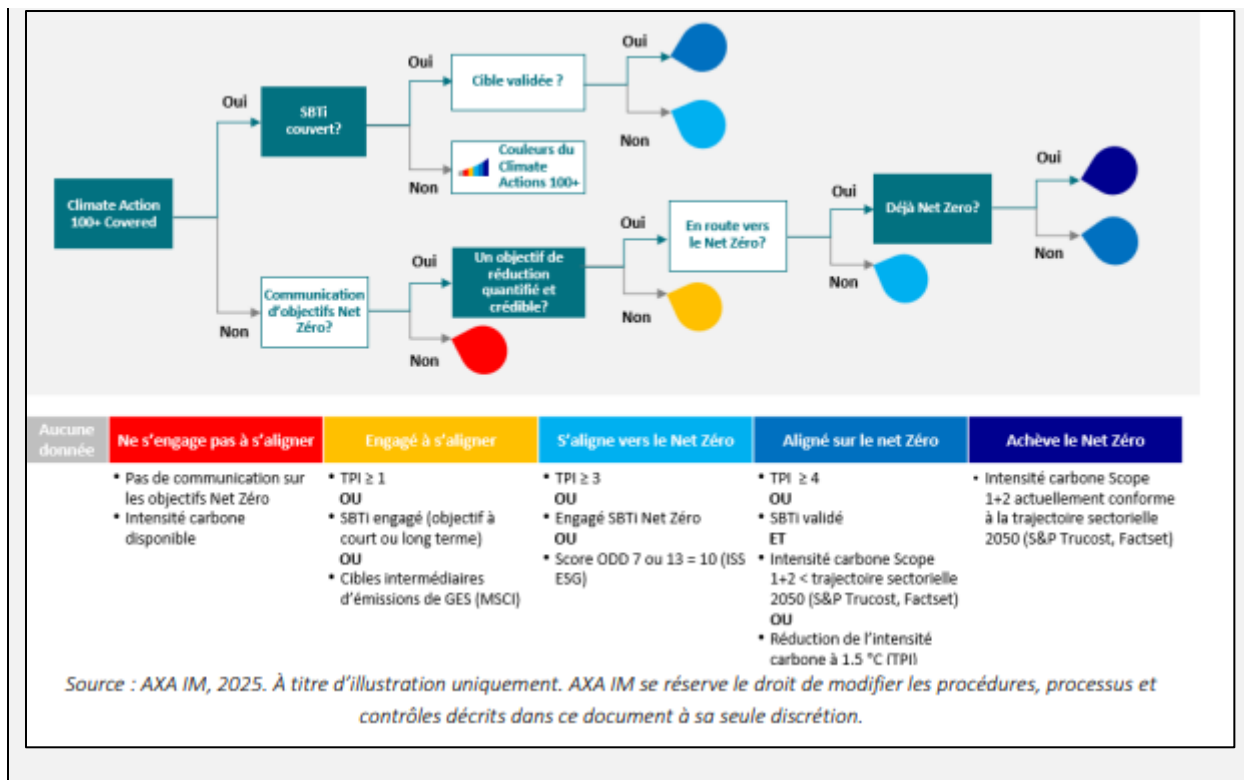 Oui
Oui
Cible validée ?
Oui
SBTi
couvert?
Non
Couleurs du
Climate
Actions 100+
Non
Oui
Climate Action
100+ Covered
Oui
Déjà Net Zero?
Oui
En route vers
le Net Zéro?
Non
Oui
Un objectif de
réduction
quantifié et
crédible?
Non
Communication
d'objectifs Net
Zéro?
Non
Non
Non
Aucune
donnée
Ne s'engage pas à s'aligner
Engagé à s'aligner
S'aligne vers le Net Zéro
Aligné sur le net Zéro
Achève le Net Zéro
• Pas de communication sur
les objectifs Net Zéro
• Intensité carbone
disponible
• TPI ≥ 1
OU
• SBTi engagé (objectif à
court ou long terme)
OU
• Cibles intermédiaires
d'émissions de GES (MSCI)
• TPI ≥ 3
OU
• Engagé SBTi Net Zéro
OU
• Score ODD 7 ou 13 = 10 (ISS
ESG)
• TPI ≥ 4
OU
• SBTi validé
ET
• Intensité carbone Scope
1+2 < trajectoire sectorielle
2050 (S&P Trucost, Factset)
OU
• Réduction de l'intensité
carbone à 1.5 °C (TPI)
• Intensité carbone Scope
1+2 actuellement conforme
à la trajectoire sectorielle
2050 (S&P Trucost, Factset)
Source : AXA IM, 2025. À titre d'illustration uniquement. AXA IM se réserve le droit de modifier les procédures, processus et
contrôles décrits dans ce document à sa seule discrétion.